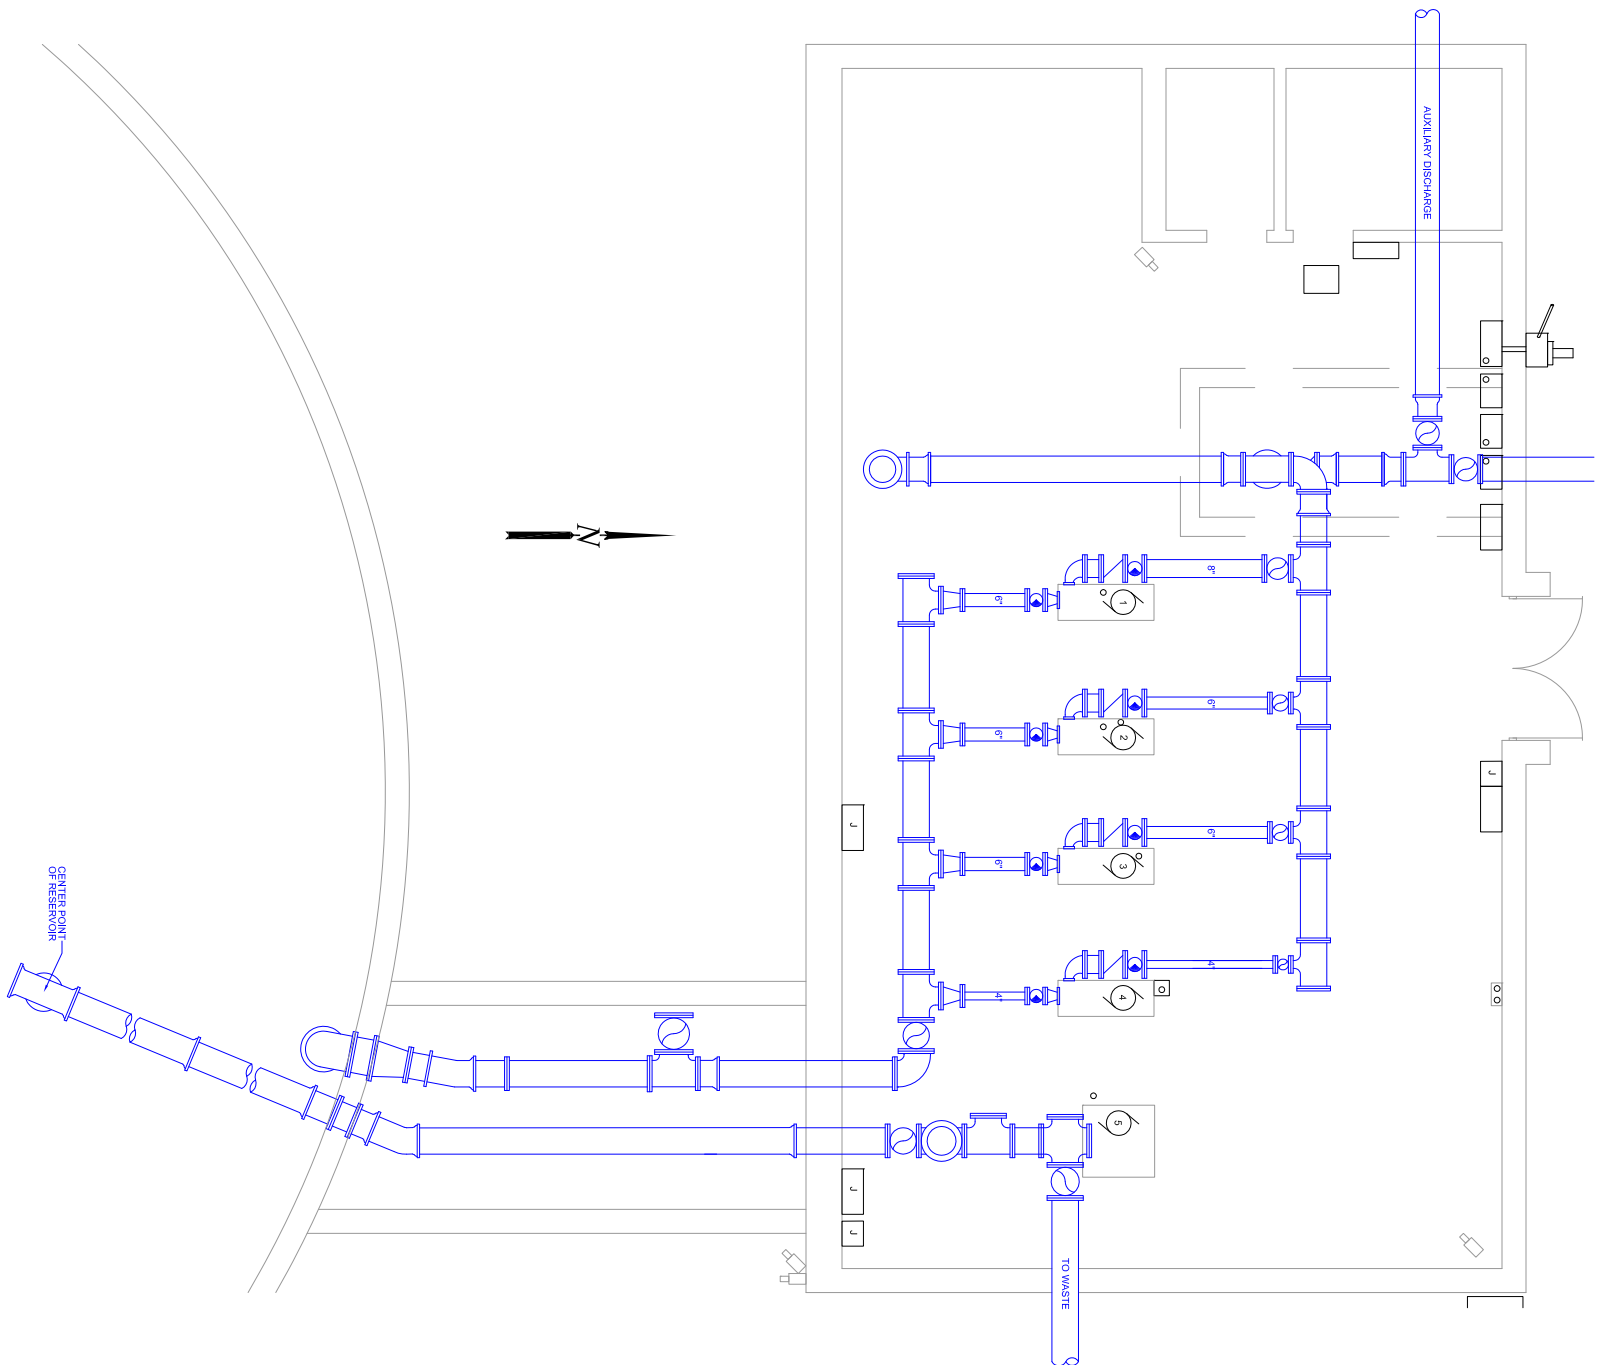 AUXILIARY DISCHARGE
N
8"
6"
1
6"
6"
2
J
6"
6"
3
J
4"
4"
4
CENTER POINT
OF RESERVOIR
5
J
J
TO WASTE